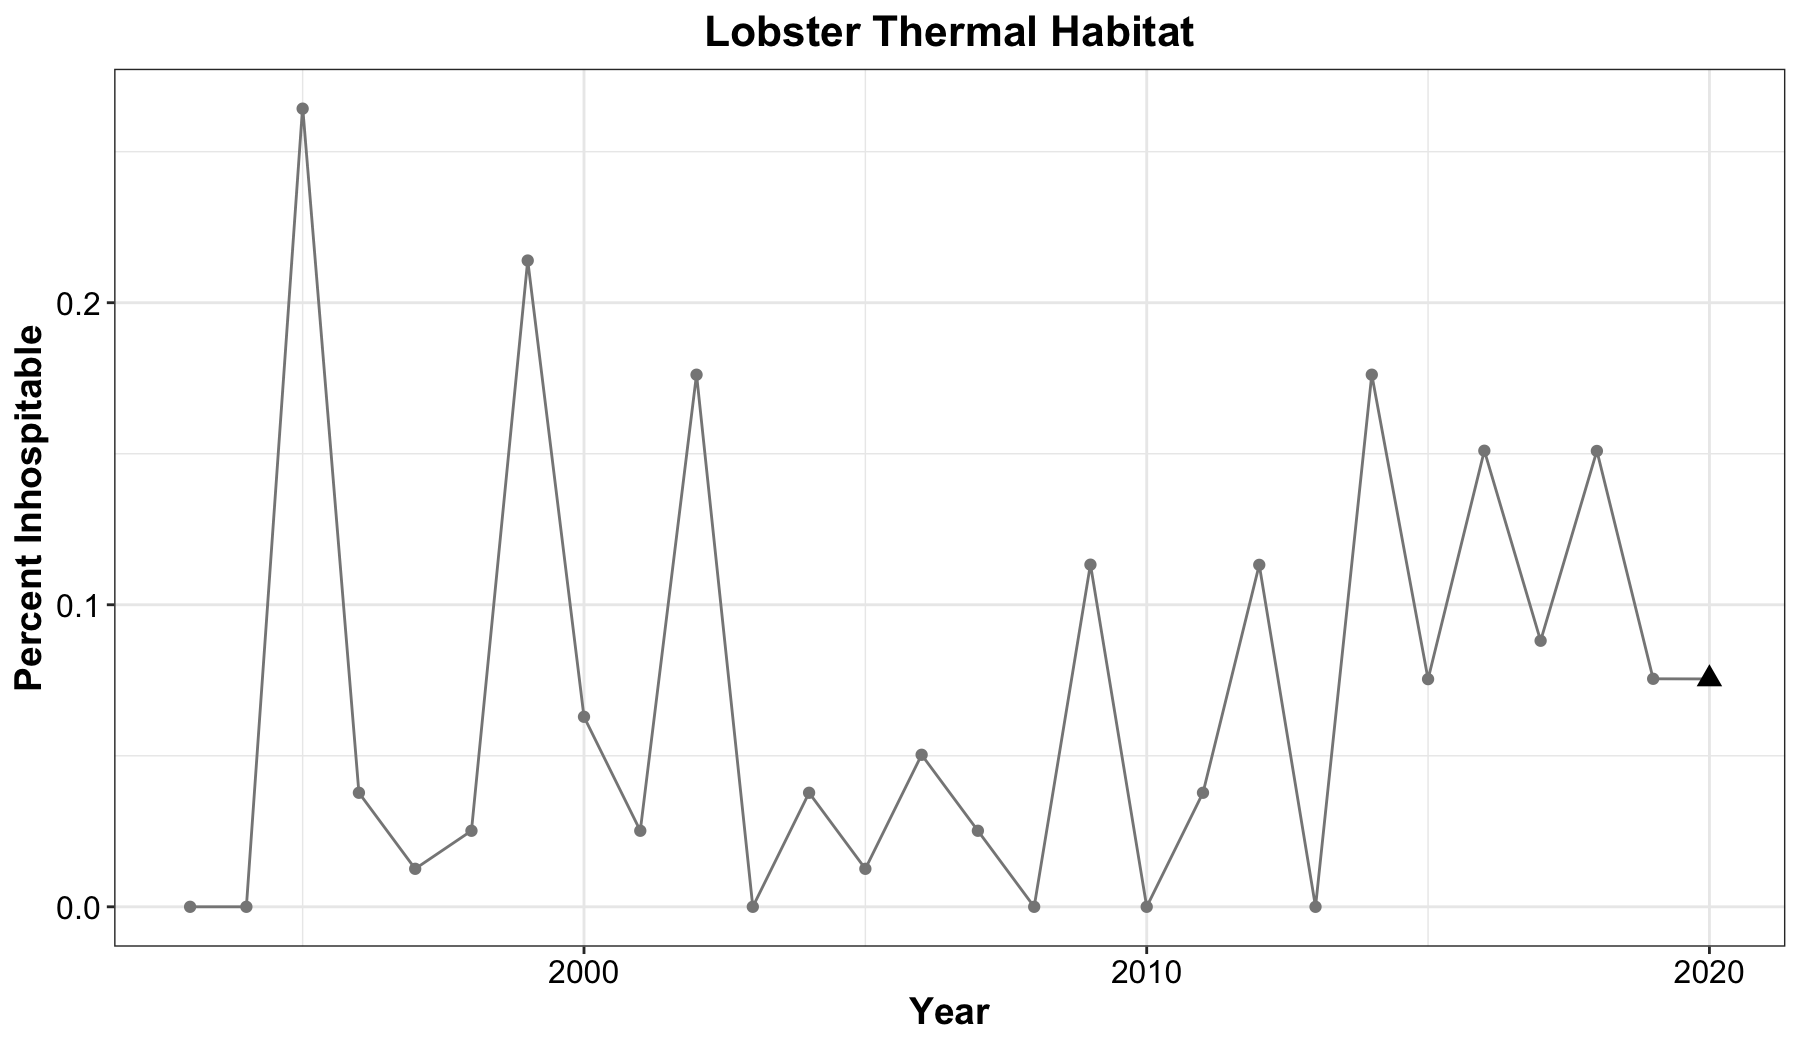 Lobster Thermal Habitat
Percent Inhospitable
0.2
0.1
0.0
2000 2010 2020
Year